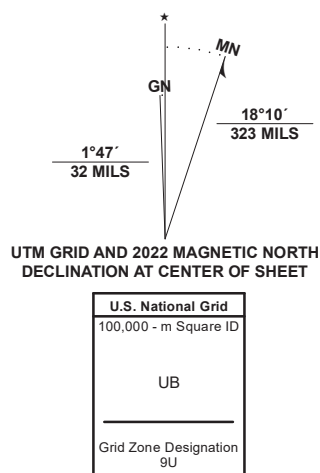 ★
MN
GN
18°10´
323 MILS
1°47´
32 MILS
UTM GRID AND 2022 MAGNETIC NORTH
DECLINATION AT CENTER OF SHEET
U.S. National Grid
100,000 - m Square ID
UB
Grid Zone Designation
9U